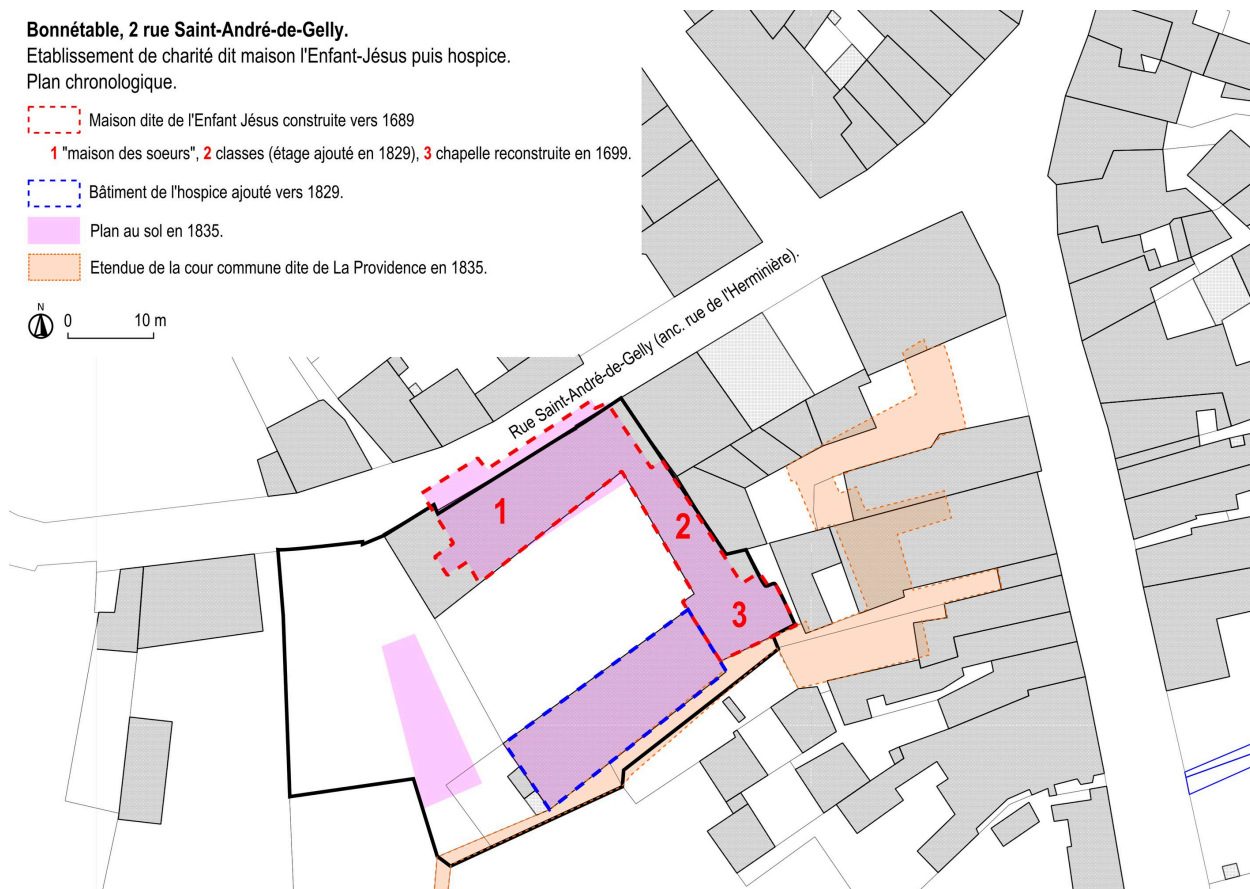 Bonnétable, 2 rue Saint-André-de-Gelly.
Etablissement de charité dit maison l'Enfant-Jésus puis hospice.
Plan chronologique.
Maison dite de l'Enfant Jésus construite vers 1689
1 "maison des soeurs", 2 classes (étage ajouté en 1829), 3 chapelle reconstruite en 1699.
Bâtiment de l'hospice ajouté vers 1829.
Plan au sol en 1835.
Etendue de la cour commune dite de La Providence en 1835.
N
0 10 m
Rue Saint-André-de-Gelly (anc. rue de l'Herminière).
1
2
3